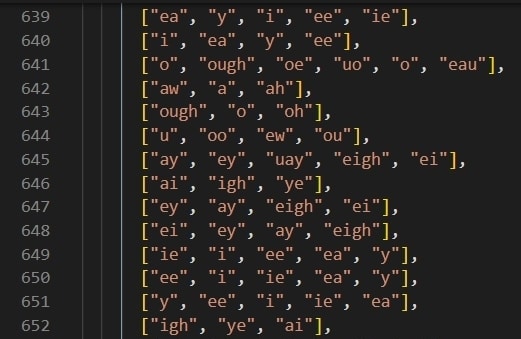 639 ["ea", "y", "i", "ee", "ie"],
640 ["i", "ea", "y", "ee"],
641 ["o", "ough", "oe", "uo", "o", "eau"],
642 ["aw", "a", "ah"],
643 ["ough", "o", "oh"],
644 ["u", "oo", "ew", "ou"],
645 ["ay", "ey", "uay", "eigh", "ei"],
646 ["ai", "igh", "ye"],
647 ["ey", "ay", "eigh", "ei"],
648 ["ei", "ey", "ay", "eigh"],
649 ["ie", "i", "ee", "ea", "y"],
650 ["ee", "i", "ie", "ea", "y"],
651 ["y", "ee", "i", "ie", "ea"],
652 ["igh", "ye", "ai"],